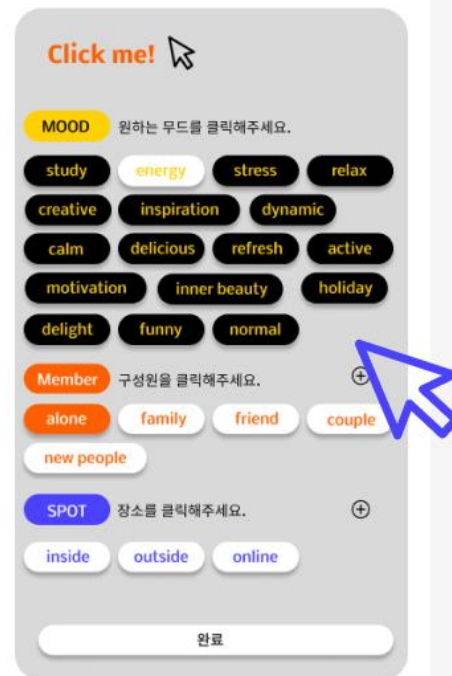 Click me!
MOOD 원하는 무드를 클릭해주세요.
study energy stress relax
creative inspiration dynamic
calm delicious refresh active
motivation inner beauty holiday
delight funny normal
Member 구성원을 클릭해주세요.
alone family friend couple
new people
SPOT 장소를 클릭해주세요.
inside outside online
완료